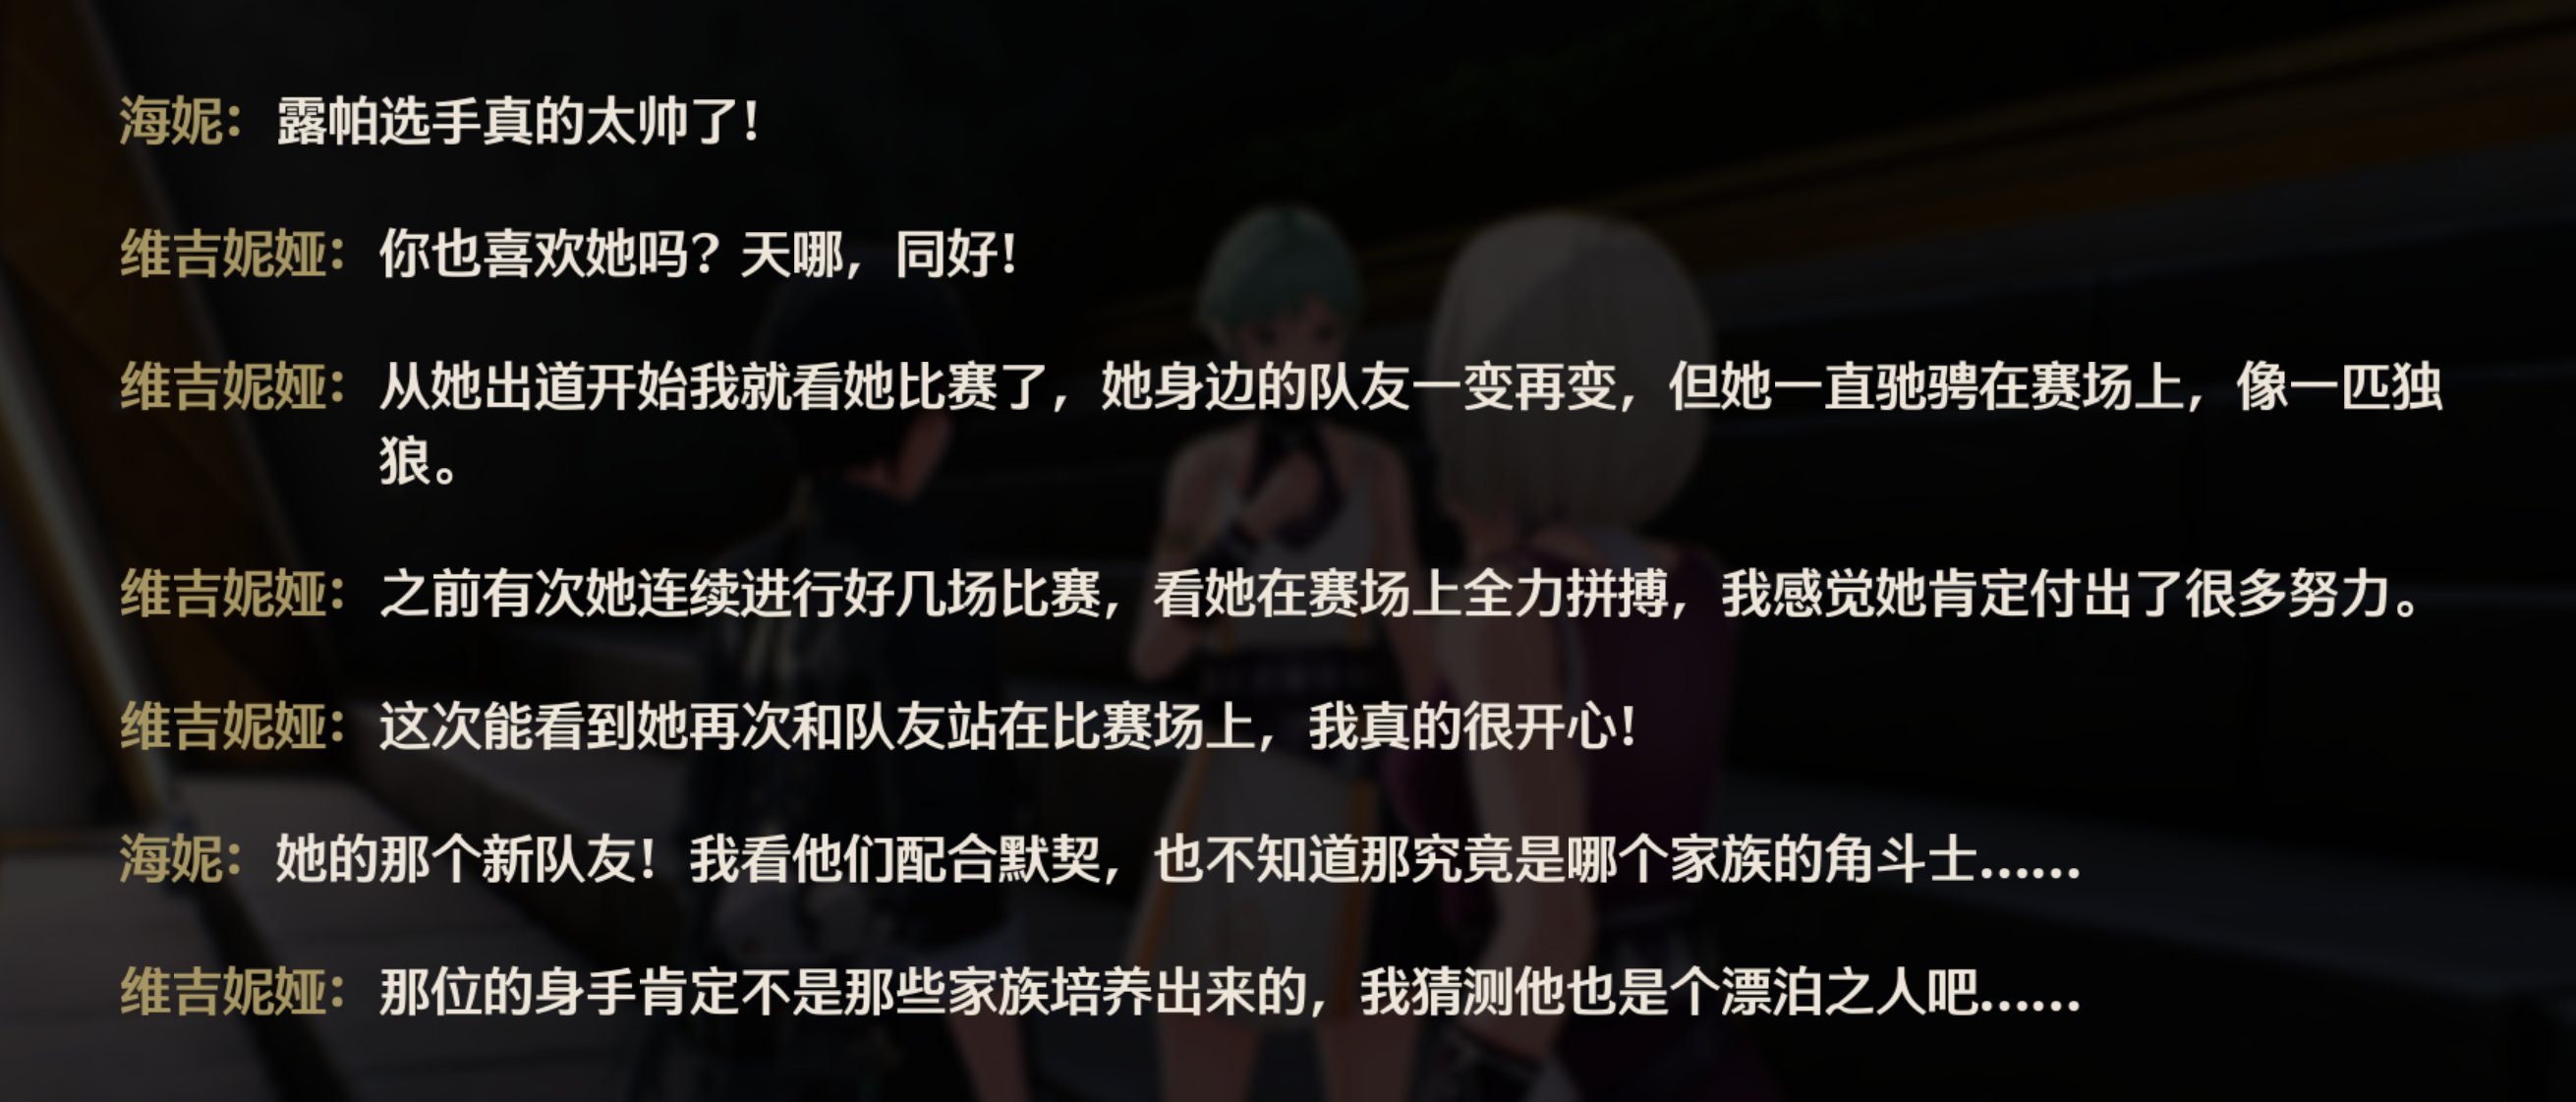 海妮：露帕选手真的太帅了！
维吉妮娅：你也喜欢她吗？天哪，同好！
维吉妮娅：从她出道开始我就看她比赛了，她身边的队友一变再变，但她一直驰骋在赛场上，像一匹独
狼。
维吉妮娅：之前有次她连续进行好几场比赛，看她在赛场上全力拼搏，我感觉她肯定付出了很多努力。
维吉妮娅：这次能看到她再次和队友站在比赛场上，我真的很开心！
海妮：她的那个新队友！我看他们配合默契，也不知道那究竟是哪个家族的角斗士……
维吉妮娅：那位的身手肯定不是那些家族培养出来的，我猜测他也是个漂泊之人吧……